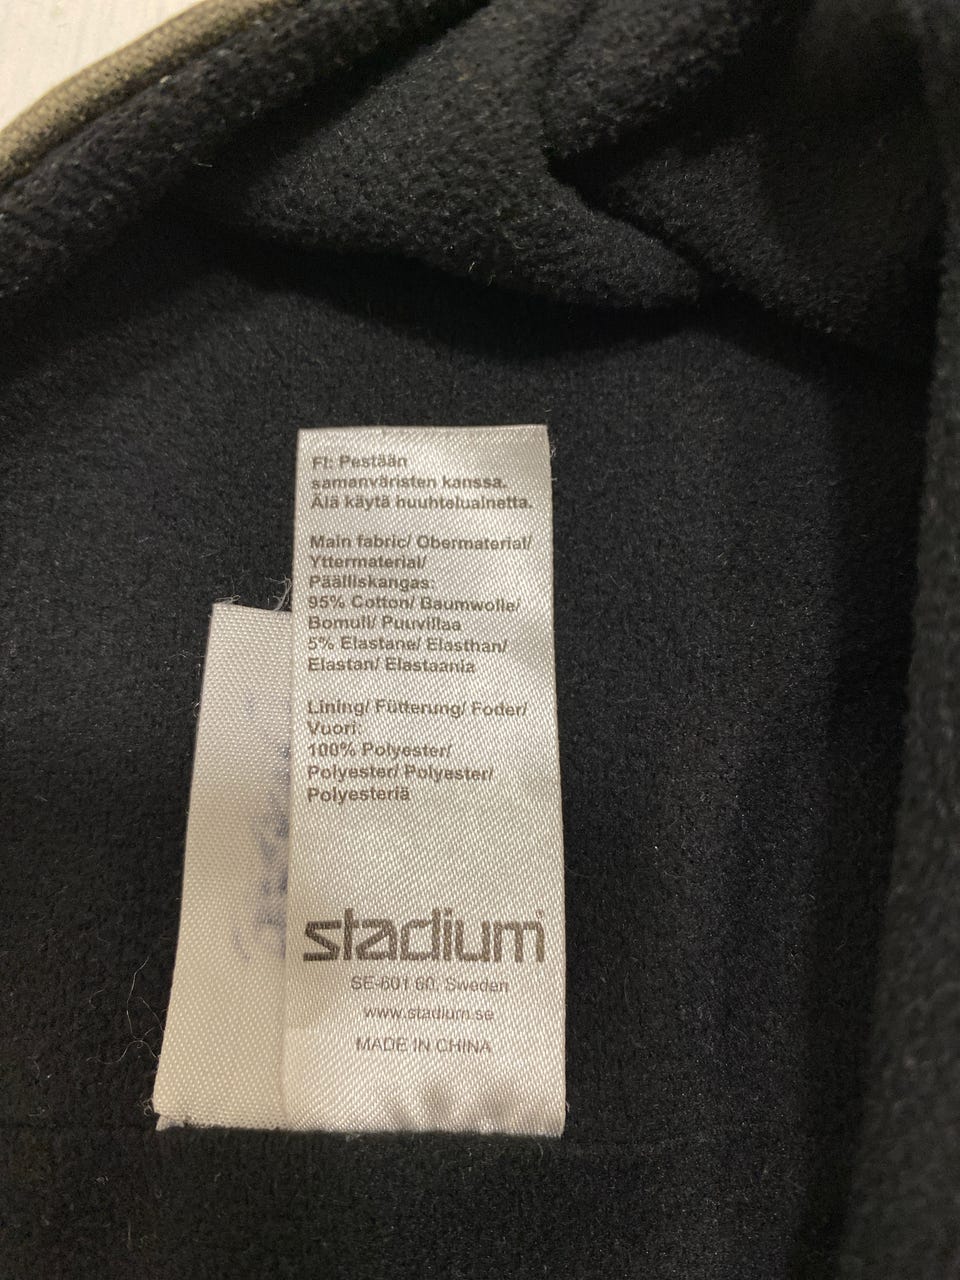 FI: Pestään
samanväristen kanssa.
Älä käytä huuhteluainetta.
Main fabric/ Obermaterial/
Yttermaterial/
Päälliskangas:
95% Cotton/ Baumwolle/
Bomull/ Puuvillaa
5% Elastane/ Elasthan/
Elastan/ Elastaania
Lining/ Fütterung/ Foder/
Vuori:
100% Polyester/
Polyester/ Polyester/
Polyesteriä
stadium
SE-601 60, Sweden
www.stadium.se
MADE IN CHINA